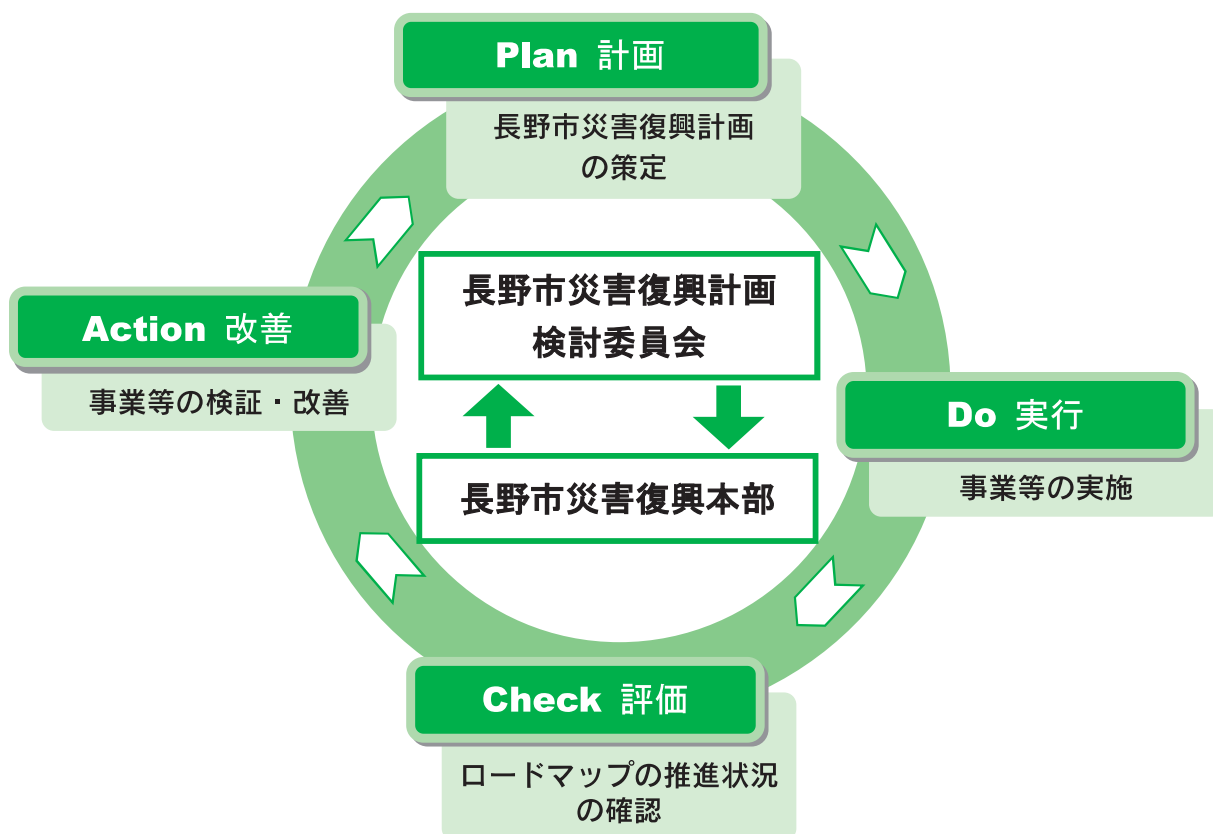 Plan 計画
長野市災害復興計画
の策定
長野市災害復興計画
検討委員会
Action 改善
事業等の検証・改善
Do 実行
事業等の実施
長野市災害復興本部
Check 評価
ロードマップの推進状況
の確認